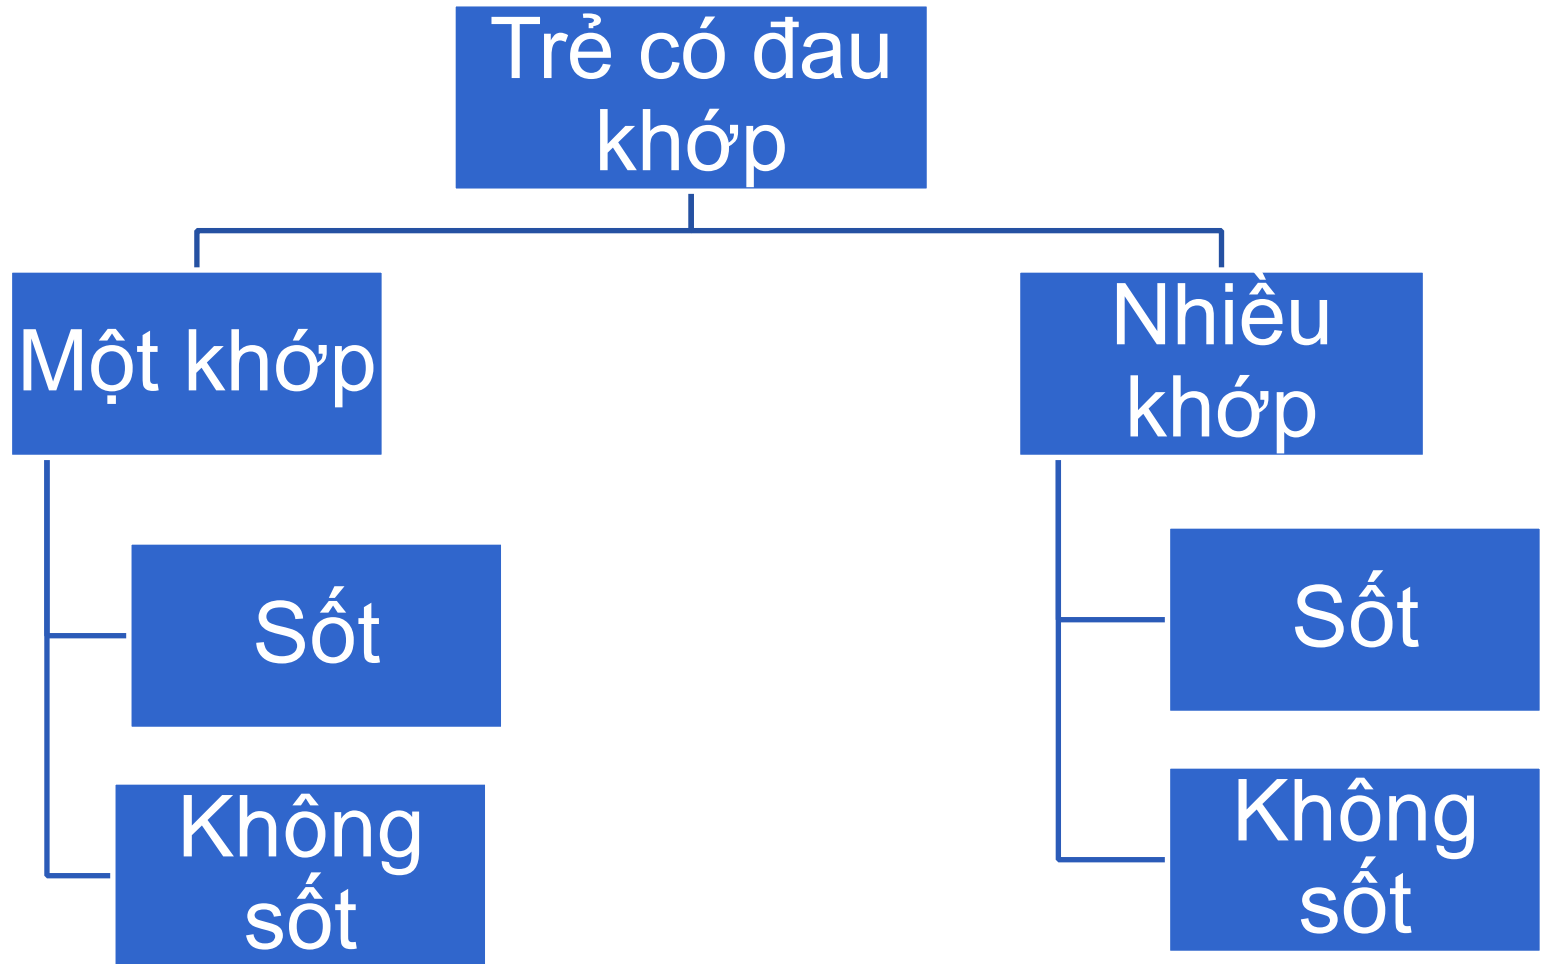 Trẻ có đau
khớp
Một khớp
Nhiều
khớp
Sốt
Sốt
Không
sốt
Không
sốt